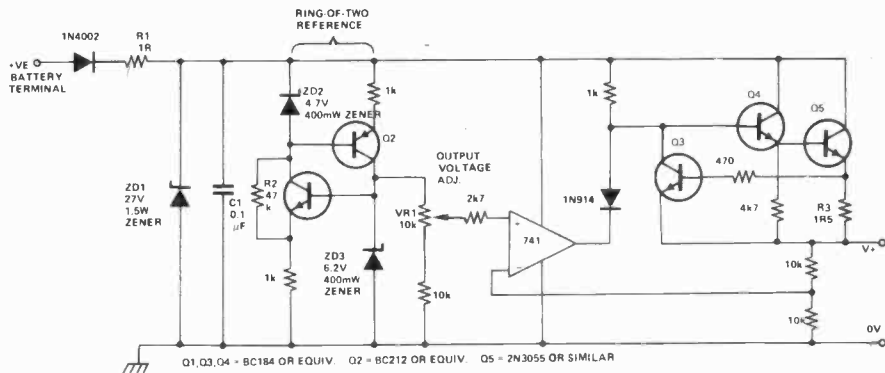 RING-OF-TWO
REFERENCE
1N4002
R1
1R
+VE
BATTERY
TERMINAL
ZD2
4.7V
400mW ZENER
1k
Q2
Q4
Q5
1k
Q3
OUTPUT
VOLTAGE
ADJ.
470
R2
47
k
ZD1
27V
1.5W
ZENER
C1
0.1
µF
VR1
10k
2k7
+
741
-
1N914
4k7
R3
1R5
V+
ZD3
6.2V
400mW
ZENER
1k
10k
10k
10k
0V
Q1,Q3,Q4 = BC184 OR EQUIV. Q2 = BC212 OR EQUIV. Q5 = 2N3055 OR SIMILAR